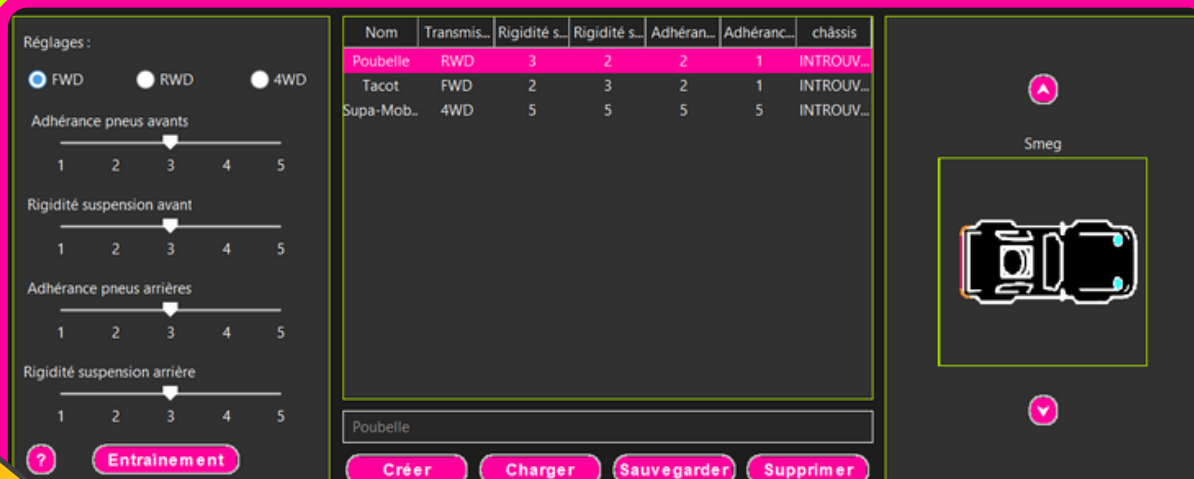 Réglages :
FWD RWD 4WD
Adhérance pneus avants
1 2 3 4 5
Rigidité suspension avant
1 2 3 4 5
Adhérance pneus arrières
1 2 3 4 5
Rigidité suspension arrière
1 2 3 4 5
? Entraînement
Nom Transmis... Rigidité s... Rigidité s... Adhéran... Adhéranc... châssis
Poubelle RWD 3 2 2 1 INTROUV...
Tacot FWD 2 3 2 1 INTROUV...
Supa-Mob... 4WD 5 5 5 5 INTROUV...
Poubelle
Créer Charger Sauvegarder Supprimer
Smeg